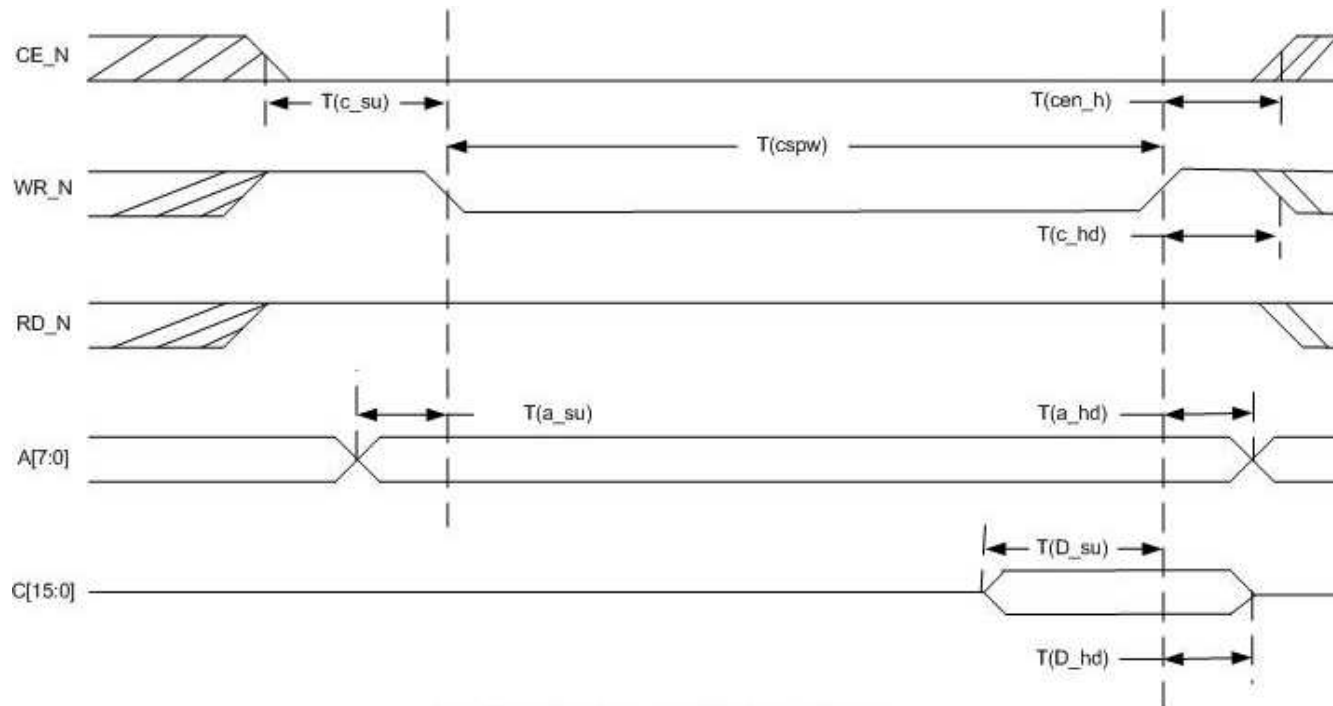 CE_N
T(c_su)
T(cen_h)
T(cspw)
WR_N
T(c_hd)
RD_N
T(a_su)
T(a_hd)
A[7:0]
T(D_su)
C[15:0]
T(D_hd)